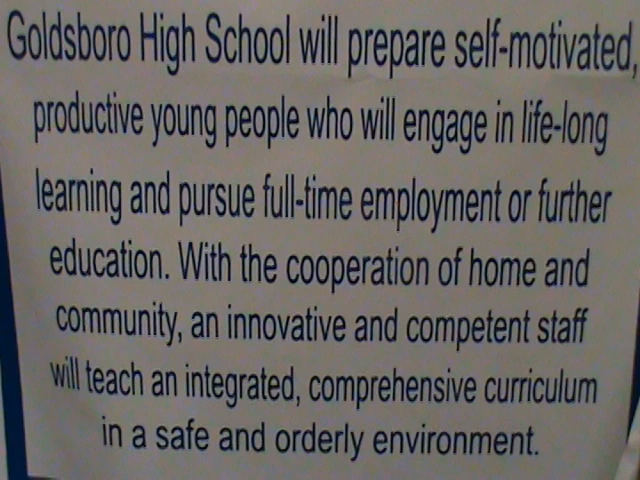 Goldsboro High School will prepare self-motivated,
productive young people who will engage in life-long
learning and pursue full-time employment or further
education. With the cooperation of home and
community, an innovative and competent staff
will teach an integrated, comprehensive curriculum
in a safe and orderly environment.